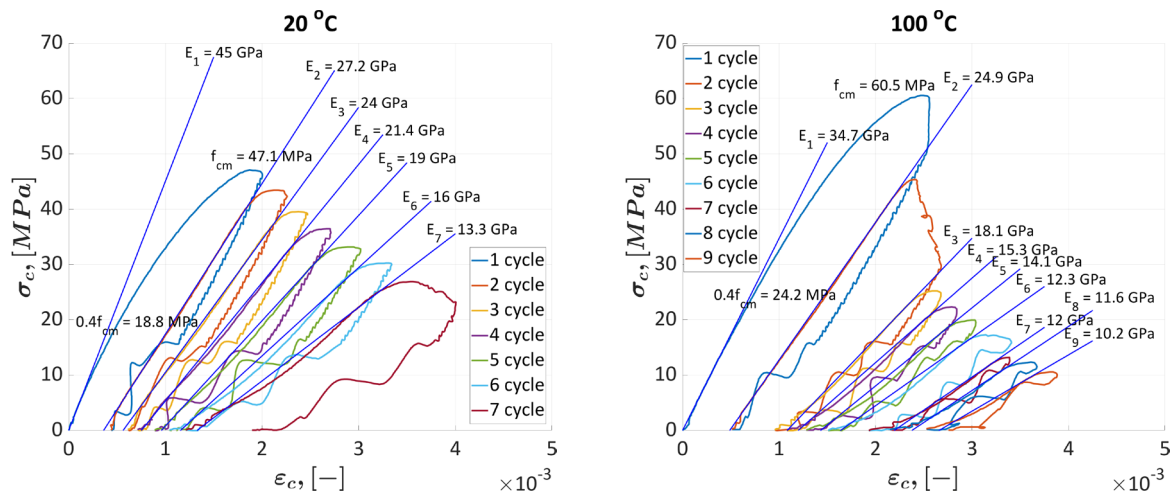 20 °C
E1 = 45 GPa
E2 = 27.2 GPa
E3 = 24 GPa
E4 = 21.4 GPa
E5 = 19 GPa
E6 = 16 GPa
E7 = 13.3 GPa
fcm = 47.1 MPa
0.4fcm = 18.8 MPa
1 cycle
2 cycle
3 cycle
4 cycle
5 cycle
6 cycle
7 cycle
70
60
50
40
30
20
10
0
σc, [MPa]
0
1
2
3
4
5
×10⁻³
εc, [−]
100 °C
1 cycle
2 cycle
3 cycle
4 cycle
5 cycle
6 cycle
7 cycle
8 cycle
9 cycle
fcm = 60.5 MPa
E2 = 24.9 GPa
E1 = 34.7 GPa
E3 = 18.1 GPa
E4 = 15.3 GPa
E5 = 14.1 GPa
E6 = 12.3 GPa
E8 = 11.6 GPa
E7 = 12 GPa
E9 = 10.2 GPa
0.4fcm = 24.2 MPa
70
60
50
40
30
20
10
0
σc, [MPa]
0
1
2
3
4
5
×10⁻³
εc, [−]